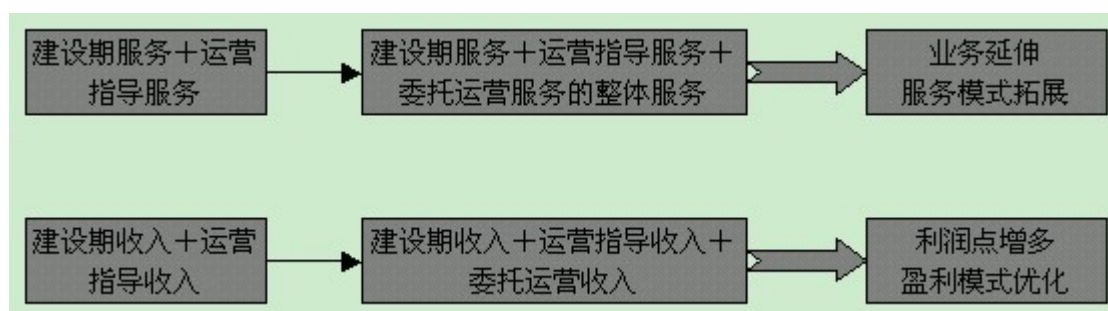 建设期服务＋运营
指导服务
建设期服务＋运营指导服务＋
委托运营服务的整体服务
业务延伸
服务模式拓展
建设期收入＋运营
指导收入
建设期收入＋运营指导收入＋
委托运营收入
利润点增多
盈利模式优化